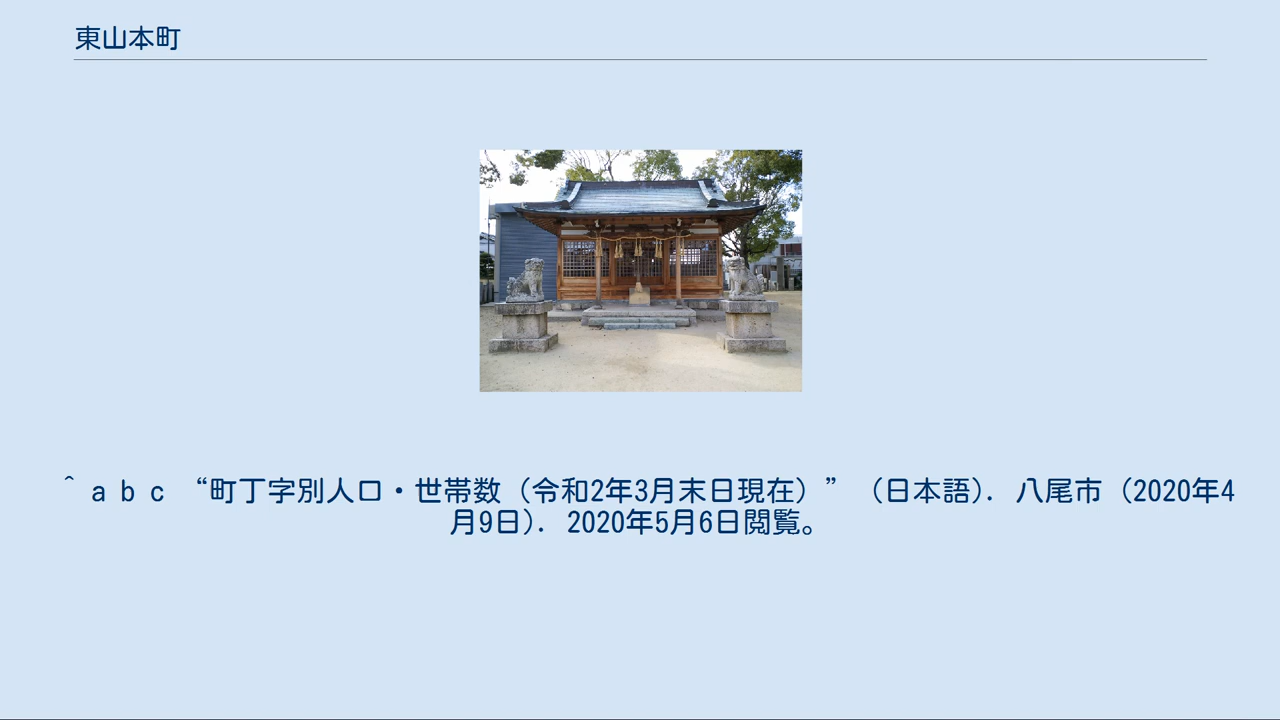 東山本町
^ a b c “町丁字別人口・世帯数（令和2年3月末日現在）” （日本語）. 八尾市（2020年4
月9日）. 2020年5月6日閲覧。